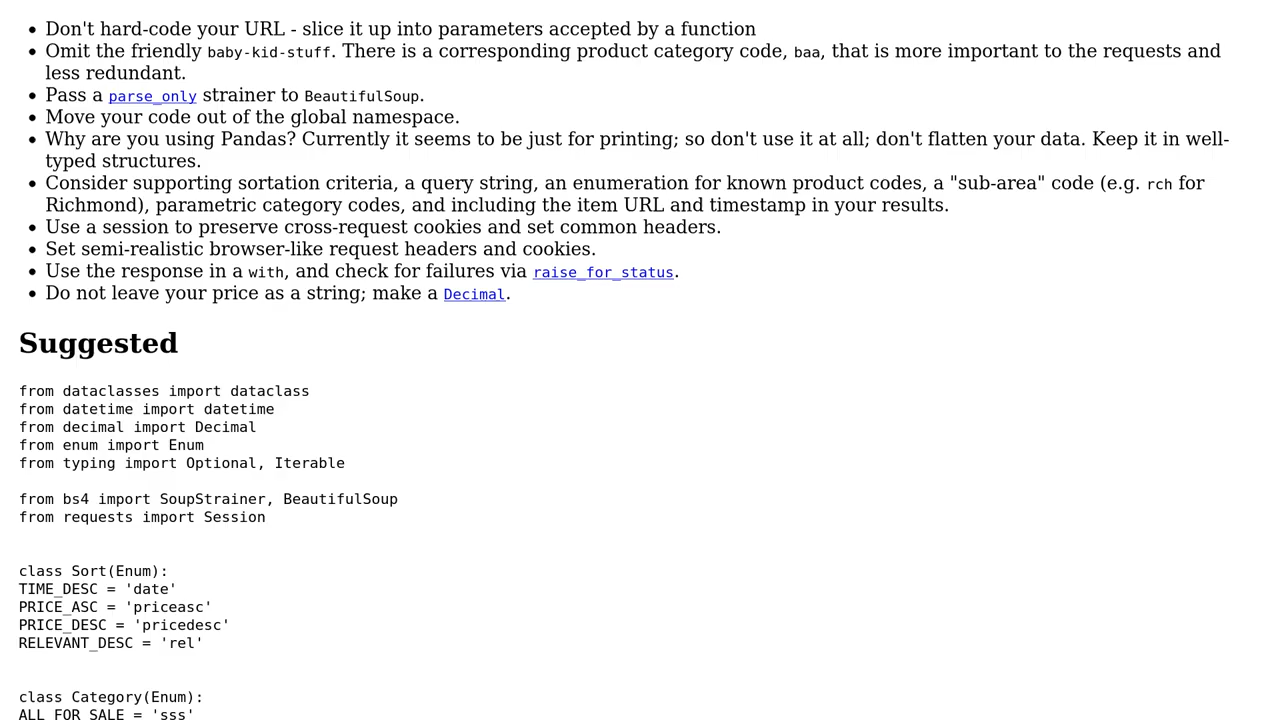 Don't hard-code your URL - slice it up into parameters accepted by a function
Omit the friendly baby-kid-stuff. There is a corresponding product category code, baa, that is more important to the requests and
less redundant.
Pass a parse_only strainer to BeautifulSoup.
Move your code out of the global namespace.
Why are you using Pandas? Currently it seems to be just for printing; so don't use it at all; don't flatten your data. Keep it in well-
typed structures.
Consider supporting sortation criteria, a query string, an enumeration for known product codes, a "sub-area" code (e.g. rch for
Richmond), parametric category codes, and including the item URL and timestamp in your results.
Use a session to preserve cross-request cookies and set common headers.
Set semi-realistic browser-like request headers and cookies.
Use the response in a with, and check for failures via raise_for_status.
Do not leave your price as a string; make a Decimal.
Suggested
from dataclasses import dataclass
from datetime import datetime
from decimal import Decimal
from enum import Enum
from typing import Optional, Iterable
from bs4 import SoupStrainer, BeautifulSoup
from requests import Session
class Sort(Enum):
TIME_DESC = 'date'
PRICE_ASC = 'priceasc'
PRICE_DESC = 'pricedesc'
RELEVANT_DESC = 'rel'
class Category(Enum):
ALL_FOR_SALE = 'sss'